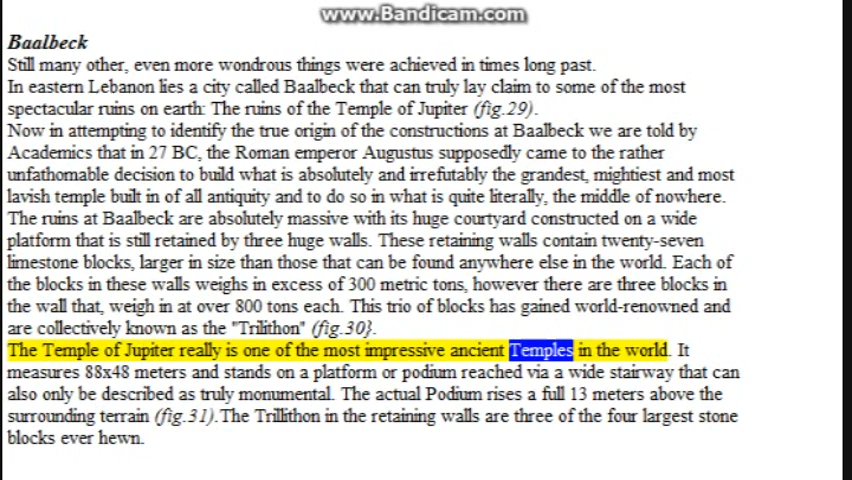 www.Bandicam.com
Baalbeck
Still many other, even more wondrous things were achieved in times long past.
In eastern Lebanon lies a city called Baalbeck that can truly lay claim to some of the most
spectacular ruins on earth: The ruins of the Temple of Jupiter (fig.29).
Now in attempting to identify the true origin of the constructions at Baalbeck we are told by
Academics that in 27 BC, the Roman emperor Augustus supposedly came to the rather
unfathomable decision to build what is absolutely and irrefutably the grandest, mightiest and most
lavish temple built in of all antiquity and to do so in what is quite literally, the middle of nowhere.
The ruins at Baalbeck are absolutely massive with its huge courtyard constructed on a wide
platform that is still retained by three huge walls. These retaining walls contain twenty-seven
limestone blocks, larger in size than those that can be found anywhere else in the world. Each of
the blocks in these walls weighs in excess of 300 metric tons, however there are three blocks in
the wall that, weigh in at over 800 tons each. This trio of blocks has gained world-renowned and
are collectively known as the "Trilithon" (fig.30}.
The Temple of Jupiter really is one of the most impressive ancient Temples in the world. It
measures 88x48 meters and stands on a platform or podium reached via a wide stairway that can
also only be described as truly monumental. The actual Podium rises a full 13 meters above the
surrounding terrain (fig.31).The Trillithon in the retaining walls are three of the four largest stone
blocks ever hewn.